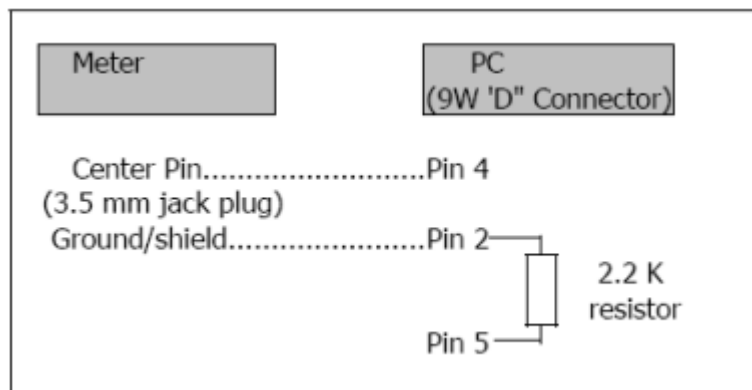 Meter
PC
(9W 'D" Connector)
Center Pin..........................Pin 4
(3.5 mm jack plug)
Ground/shield.......................Pin 2
2.2 K
resistor
Pin 5